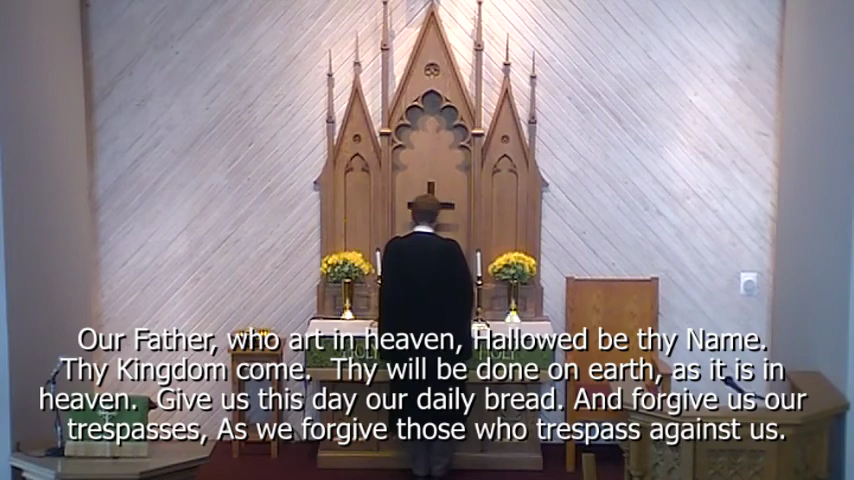 Our Father, who art in heaven, Hallowed be thy Name.
Thy Kingdom come.  Thy will be done on earth, as it is in
heaven.  Give us this day our daily bread. And forgive us our
trespasses, As we forgive those who trespass against us.
HOLY
HOLY